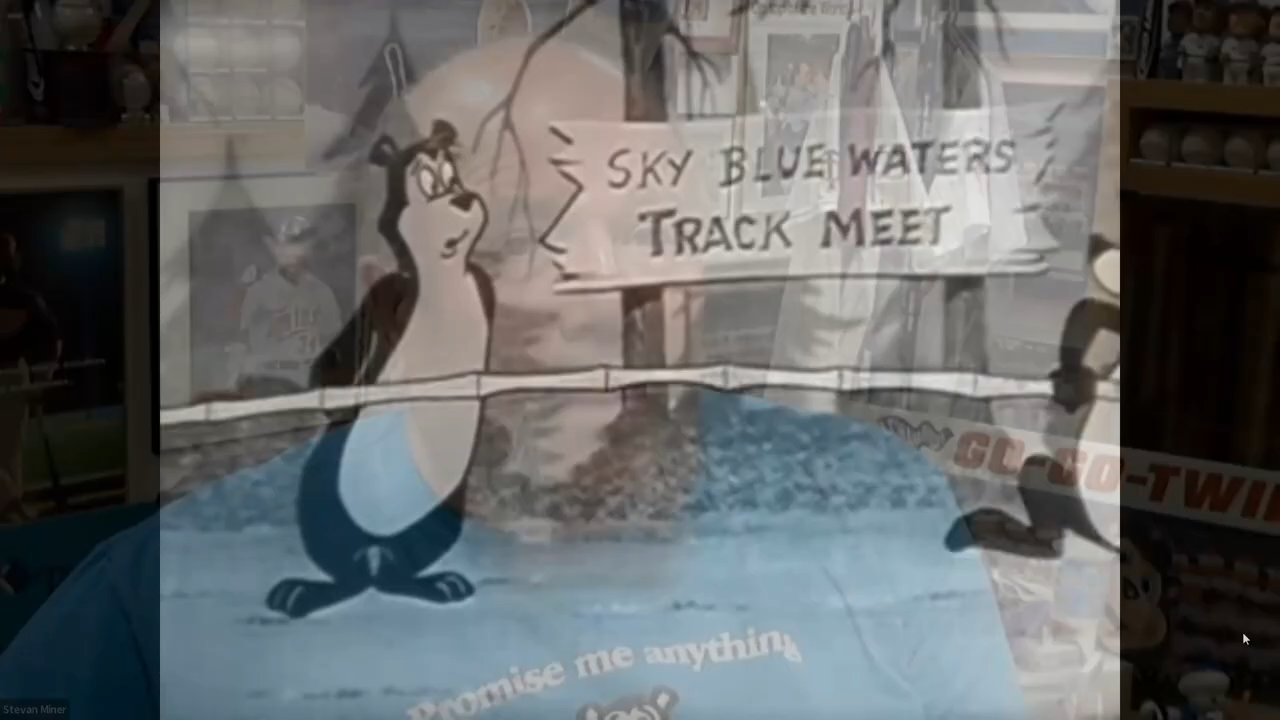 SKY BLUE WATERS
TRACK MEET
GO-GO-TWI
Promise me anything
Stevan Miner